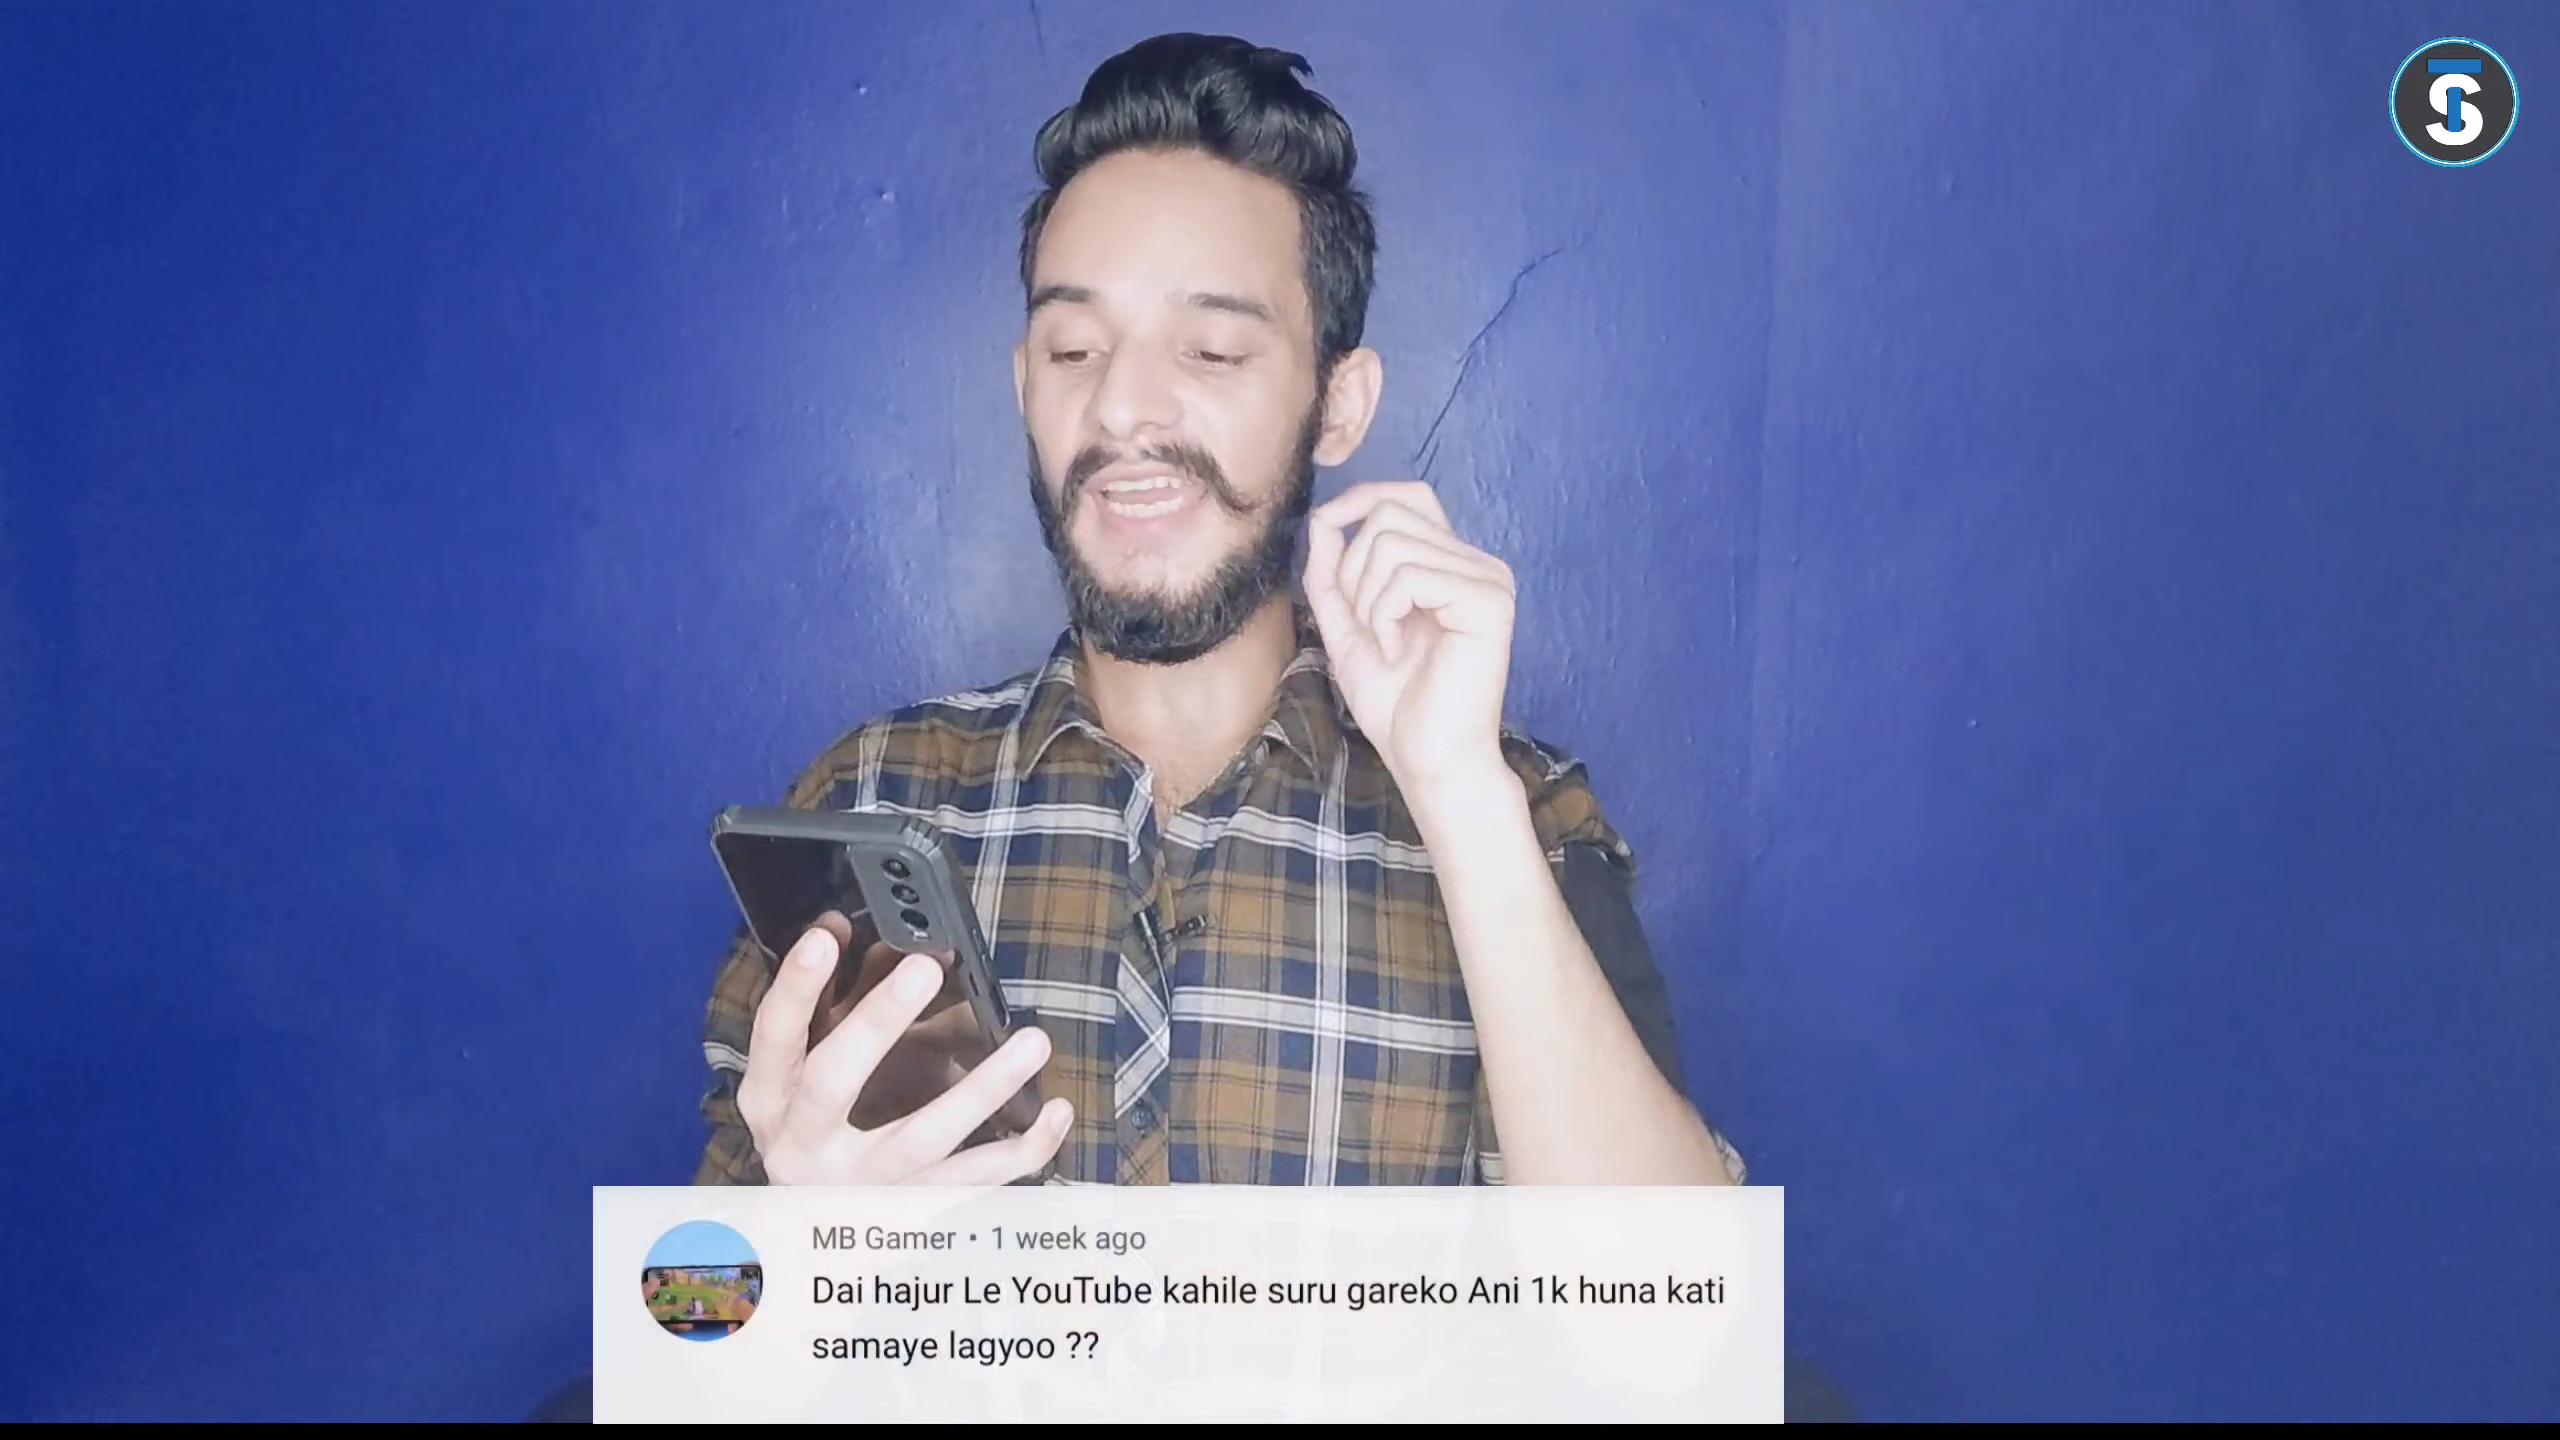 MB Gamer • 1 week ago
Dai hajur Le YouTube kahile suru gareko Ani 1k huna kati
samaye lagyoo ??